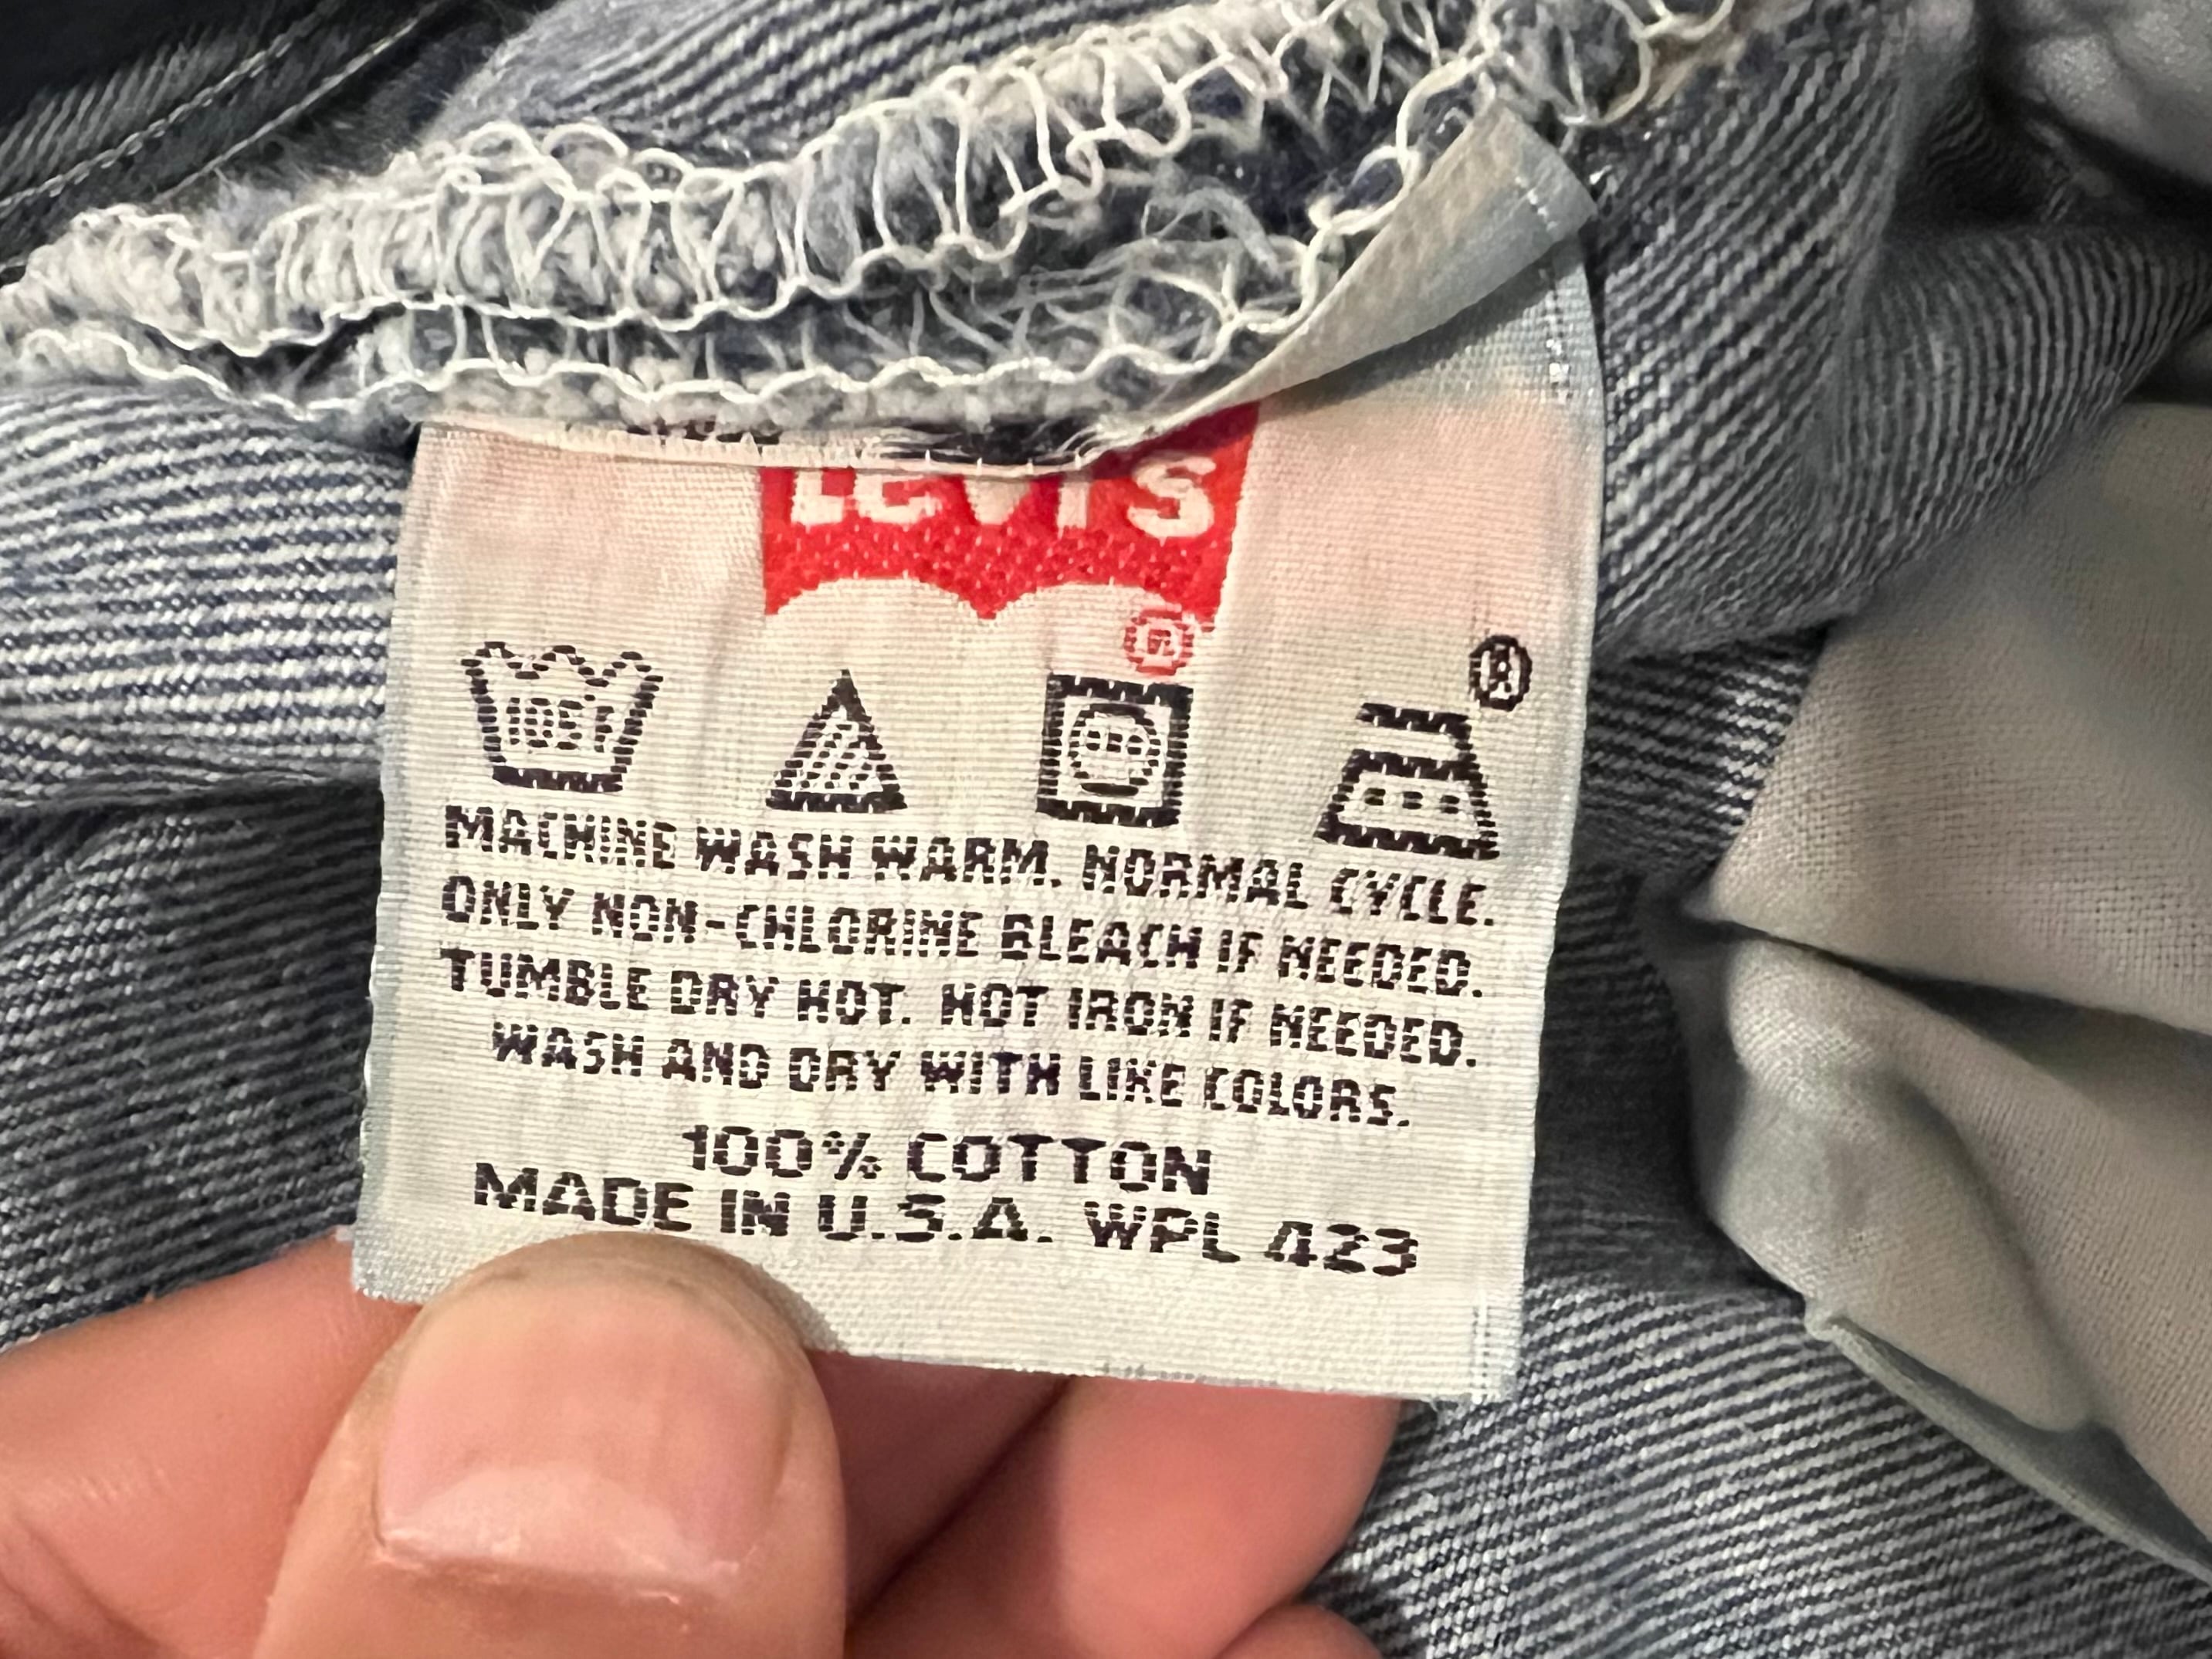 LEVI'S
®
®
105F
MACHINE WASH WARM. NORMAL CYCLE.
ONLY NON-CHLORINE BLEACH IF NEEDED.
TUMBLE DRY HOT. HOT IRON IF NEEDED.
WASH AND DRY WITH LIKE COLORS.
100% COTTON
MADE IN U.S.A. WPL 423